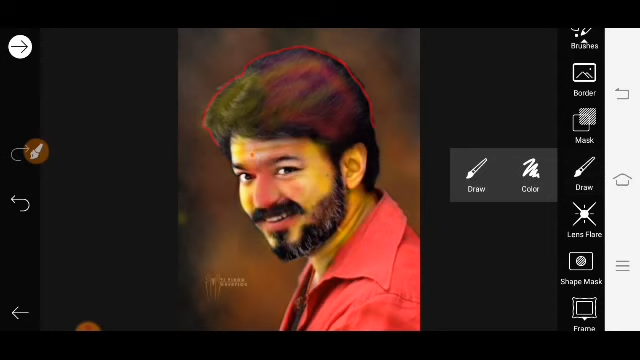 Brushes
Border
Mask
Draw
Color
Draw
Lens Flare
Shape Mask
Frame